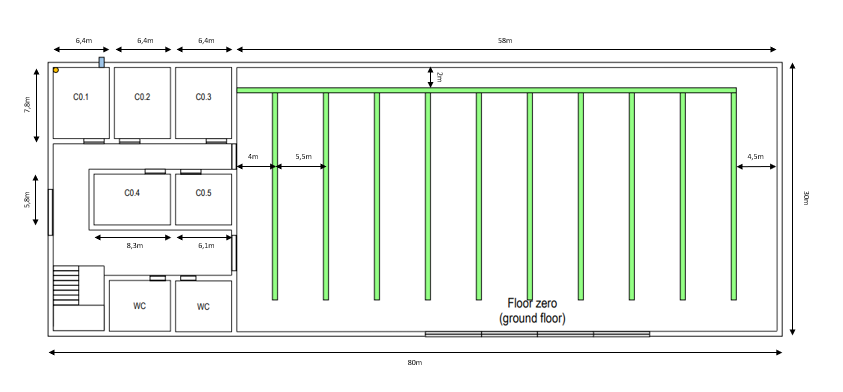 6,4m 6,4m 6,4m 58m
2m
C0.1 C0.2 C0.3
7,8m
4m 5,5m 4,5m
C0.4 C0.5
5,8m
30m
8,3m 6,1m
WC WC
Floor zero
(ground floor)
80m